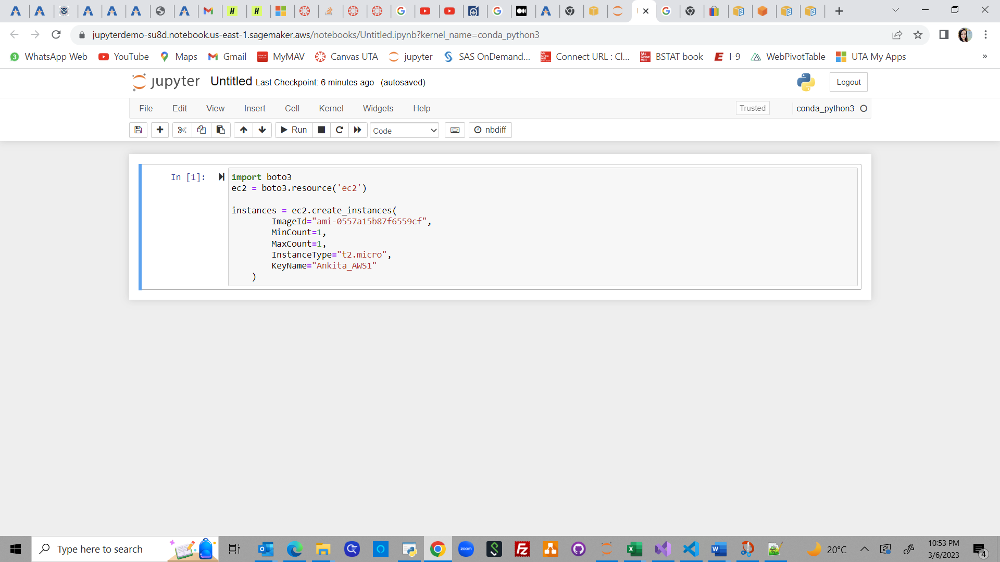 jupyterdemo-su8d.notebook.us-east-1.sagemaker.aws/notebooks/Untitled.ipynb?kernel_name=conda_python3
WhatsApp Web YouTube Maps Gmail MyMAV Canvas UTA jupyter SAS OnDemand... Connect URL : Cl... BSTAT book I-9 WebPivotTable UTA My Apps »
jupyter Untitled Last Checkpoint: 6 minutes ago (autosaved) Logout
File Edit View Insert Cell Kernel Widgets Help Trusted conda_python3
Run Code nbdiff
In [1]: import boto3
ec2 = boto3.resource('ec2')
instances = ec2.create_instances(
ImageId="ami-0557a15b87f6559cf",
MinCount=1,
MaxCount=1,
InstanceType="t2.micro",
KeyName="Ankita_AWS1"
)
Type here to search zoom 20°C 10:53 PM
3/6/2023 4